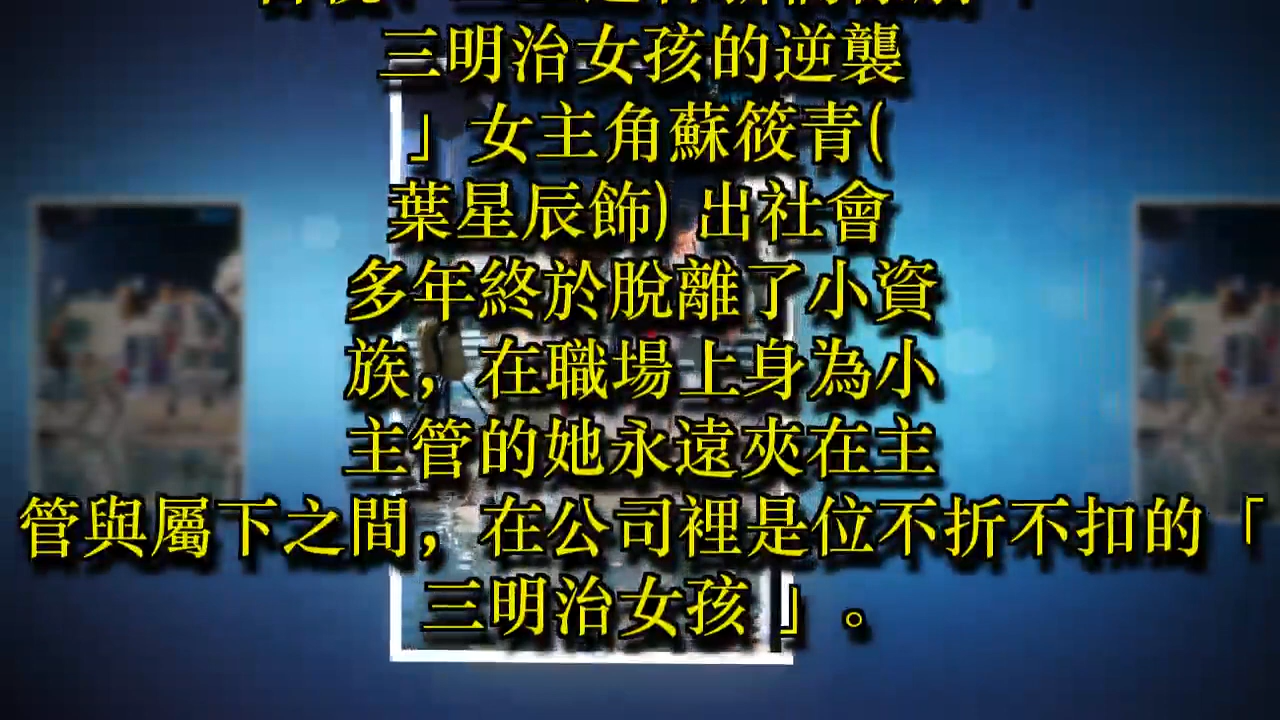 三明治女孩的逆襲
」女主角蘇筱青(
葉星辰飾) 出社會
多年終於脫離了小資
族，在職場上身為小
主管的她永遠夾在主
管與屬下之間，在公司裡是位不折不扣的「
三明治女孩 」。